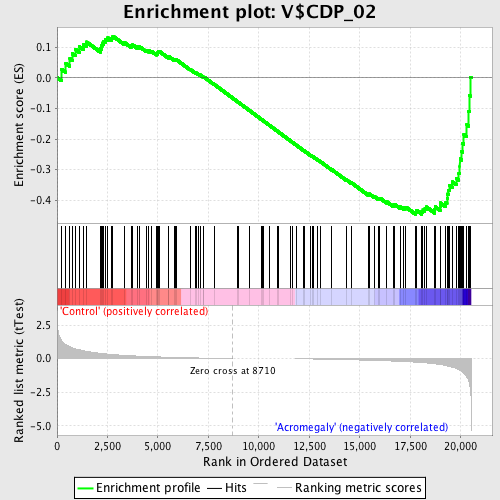 Enrichment plot: V$CDP_02
Enrichment score (ES)
0.1
0.0
-0.1
-0.2
-0.3
-0.4
'Control' (positively correlated)
Ranked list metric (tTest)
2.5
0.0
-2.5
-5.0
Zero cross at 8710
'Acromegaly' (negatively correlated)
0
2,500
5,000
7,500
10,000
12,500
15,000
17,500
20,000
Rank in Ordered Dataset
Enrichment profile
Hits
Ranking metric scores